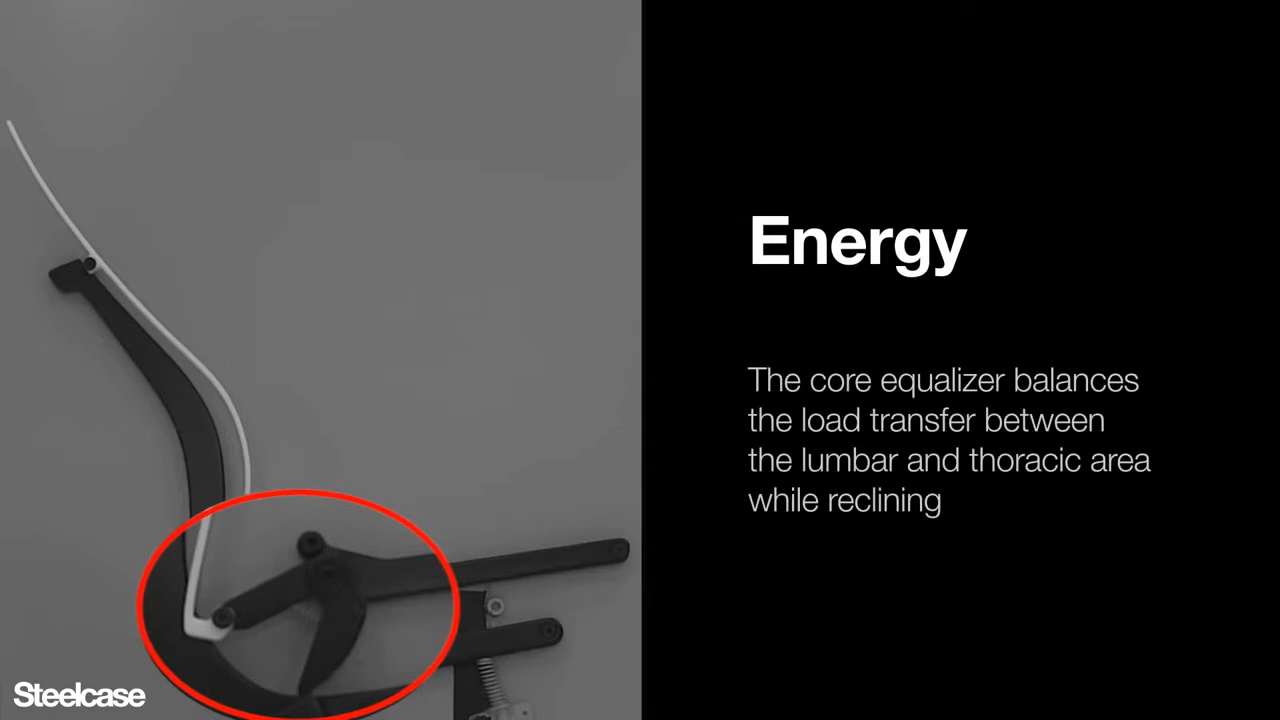 Energy
The core equalizer balances
the load transfer between
the lumbar and thoracic area
while reclining
Steelcase